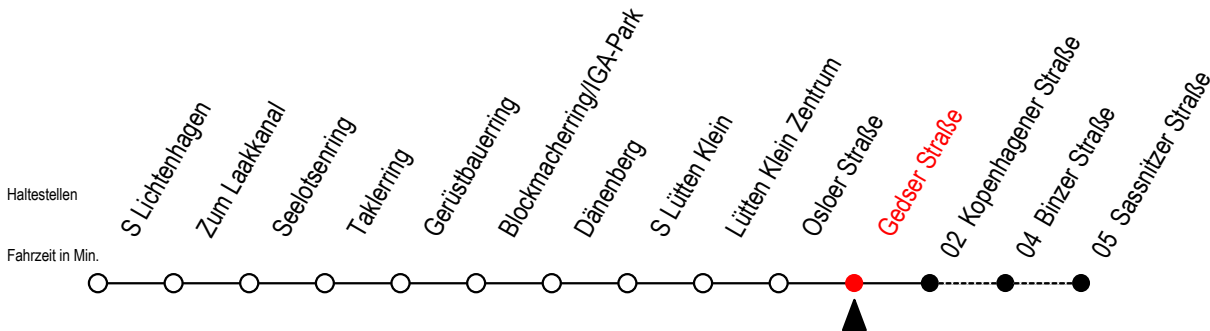 Haltestellen
Fahrzeit in Min.
S Lichtenhagen
Zum Laakkanal
Seelotsenring
Taklerring
Gerüstbauerring
Blockmacherring/IGA-Park
Dänenberg
S Lütten Klein
Lütten Klein Zentrum
Osloer Straße
Gedser Straße
02 Kopenhagener Straße
04 Binzer Straße
05 Sassnitzer Straße